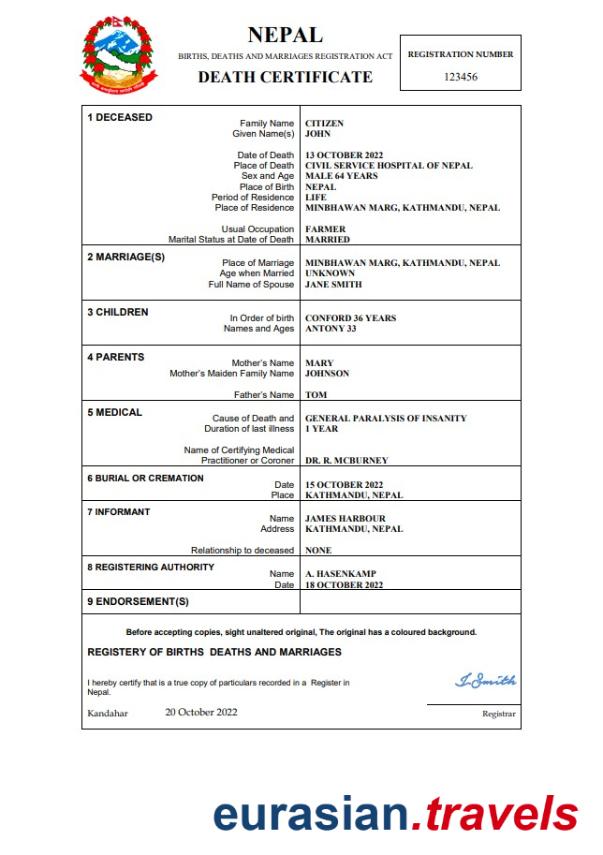 NEPAL
BIRTHS, DEATHS AND MARRIAGES REGISTRATION ACT
DEATH CERTIFICATE
REGISTRATION NUMBER
123456
1 DECEASED
Family Name CITIZEN
Given Name(s) JOHN
Date of Death 13 OCTOBER 2022
Place of Death CIVIL SERVICE HOSPITAL OF NEPAL
Sex and Age MALE 64 YEARS
Place of Birth NEPAL
Period of Residence LIFE
Place of Residence MINBHAWAN MARG, KATHMANDU, NEPAL
Usual Occupation FARMER
Marital Status at Date of Death MARRIED
2 MARRIAGE(S)
Place of Marriage MINBHAWAN MARG, KATHMANDU, NEPAL
Age when Married UNKNOWN
Full Name of Spouse JANE SMITH
3 CHILDREN
In Order of birth CONFORD 36 YEARS
Names and Ages ANTONY 33
4 PARENTS
Mother's Name MARY
Mother's Maiden Family Name JOHNSON
Father's Name TOM
5 MEDICAL
Cause of Death and GENERAL PARALYSIS OF INSANITY
Duration of last illness 1 YEAR
Name of Certifying Medical
Practitioner or Coroner DR. R. MCBURNEY
6 BURIAL OR CREMATION
Date 15 OCTOBER 2022
Place KATHMANDU, NEPAL
7 INFORMANT
Name JAMES HARBOUR
Address KATHMANDU, NEPAL
Relationship to deceased NONE
8 REGISTERING AUTHORITY
Name A. HASENKAMP
Date 18 OCTOBER 2022
9 ENDORSEMENT(S)
Before accepting copies, sight unaltered original, The original has a coloured background.
REGISTERY OF BIRTHS DEATHS AND MARRIAGES
I hereby certify that is a true copy of particulars recorded in a Register in
Nepal.
J.Smith
Kandahar 20 October 2022 Registrar
eurasian.travels